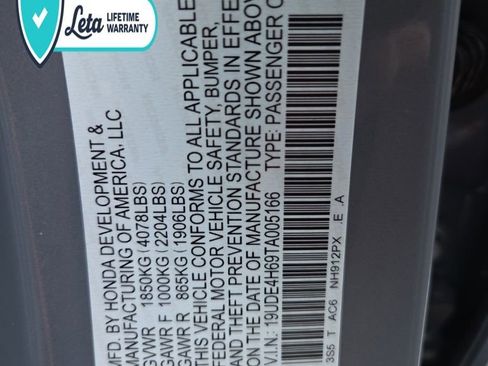 Leta LIFETIME WARRANTY
MFD. BY HONDA DEVELOPMENT &
MANUFACTURING OF AMERICA, LLC
GVWR 1850KG (4078LBS)
GAWR F 1000KG (2204LBS)
GAWR R 865KG (1906LBS)
THIS VEHICLE CONFORMS TO ALL APPLICABLE
FEDERAL MOTOR VEHICLE SAFETY, BUMPER,
AND THEFT PREVENTION STANDARDS IN EFFE
ON THE DATE OF MANUFACTURE SHOWN ABOV
V.I.N.: 19UDE4H69TA005166 TYPE: PASSENGER C
3S5 T AC6 NH912PX E A